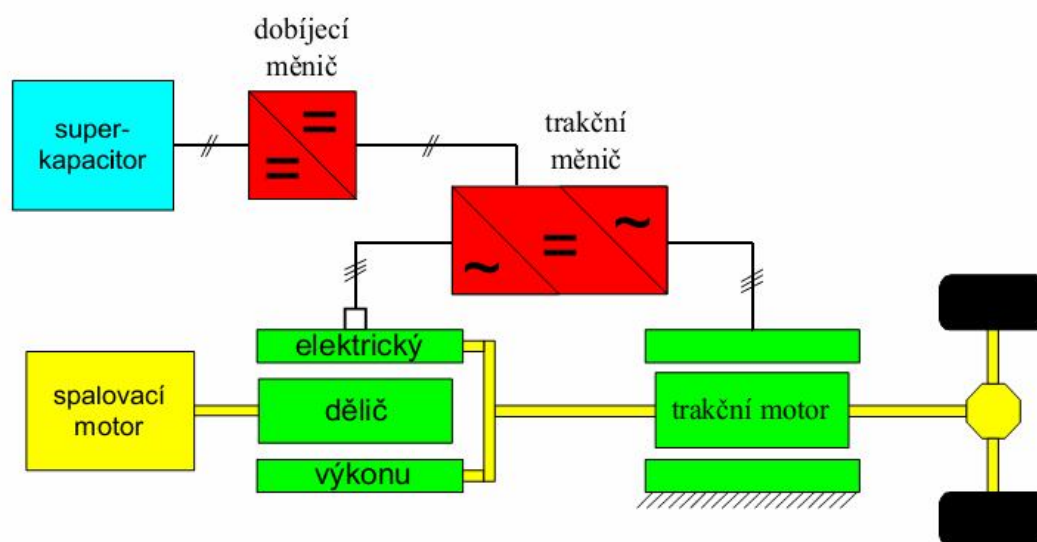 dobíjecí
měnič
super-
kapacitor
=
=
trakční
měnič
~
=
~
elektrický
spalovací
motor
dělič
trakční motor
výkonu